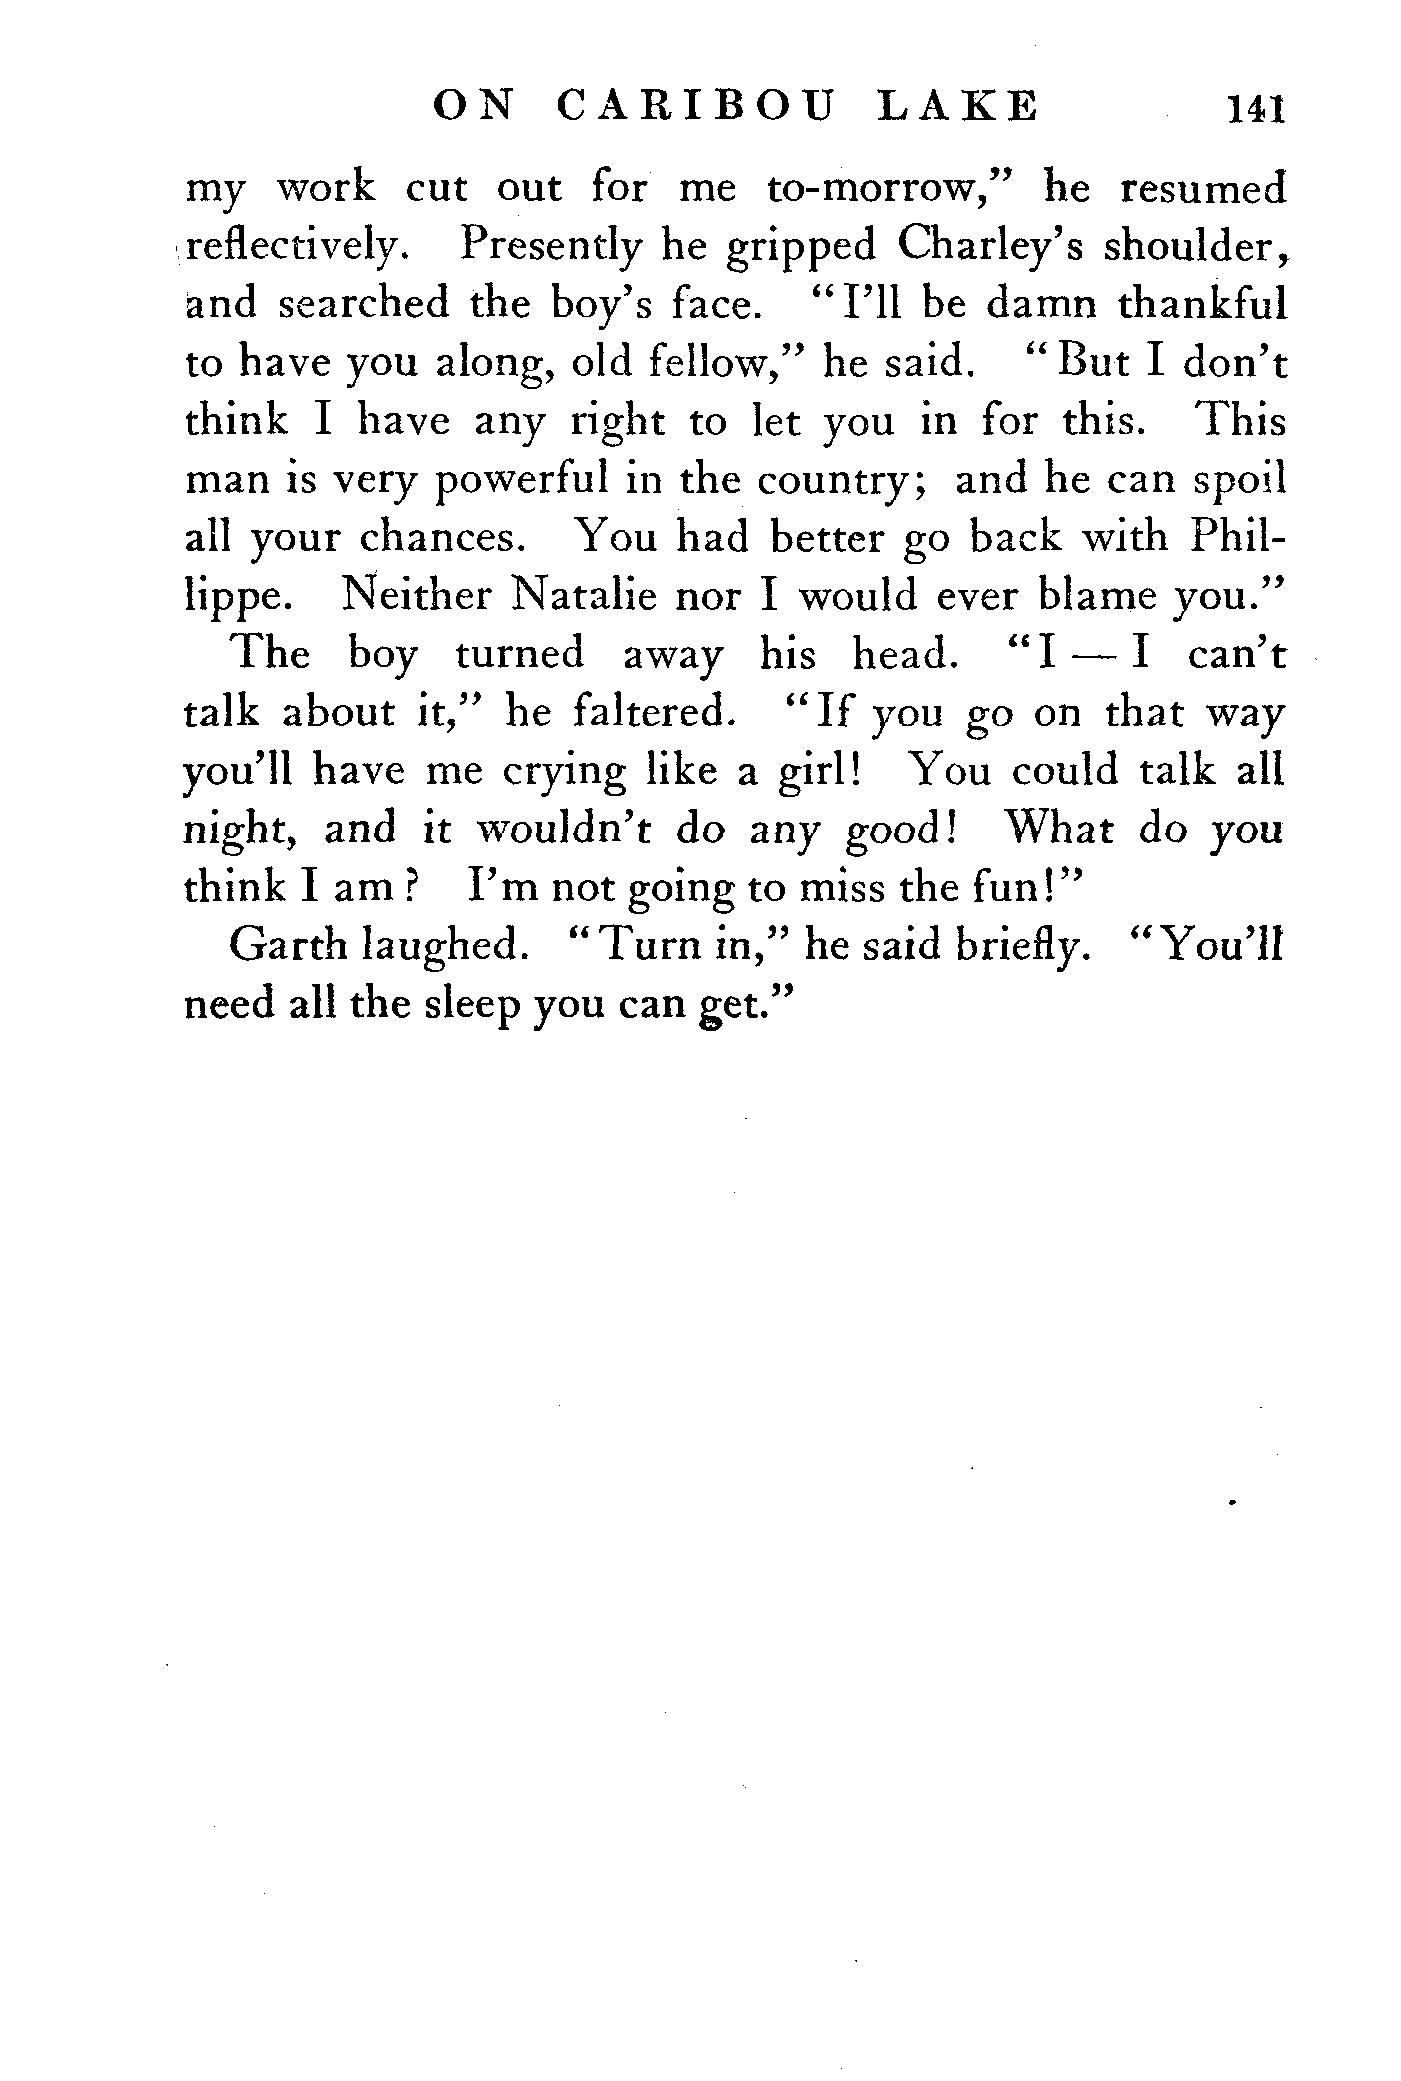 ON CARIBOU LAKE 141
my work cut out for me to-morrow,” he resumed
reflectively. Presently he gripped Charley’s shoulder,
and searched the boy’s face. “I’ll be damn thankful
to have you along, old fellow,” he said. “But I don’t
think I have any right to let you in for this. This
man is very powerful in the country; and he can spoil
all your chances. You had better go back with Phil-
lippe. Neither Natalie nor I would ever blame you.”
The boy turned away his head. “I — I can’t
talk about it,” he faltered. “If you go on that way
you’ll have me crying like a girl! You could talk all
night, and it wouldn’t do any good! What do you
think I am? I’m not going to miss the fun!”
Garth laughed. “Turn in,” he said briefly. “You’ll
need all the sleep you can get.”